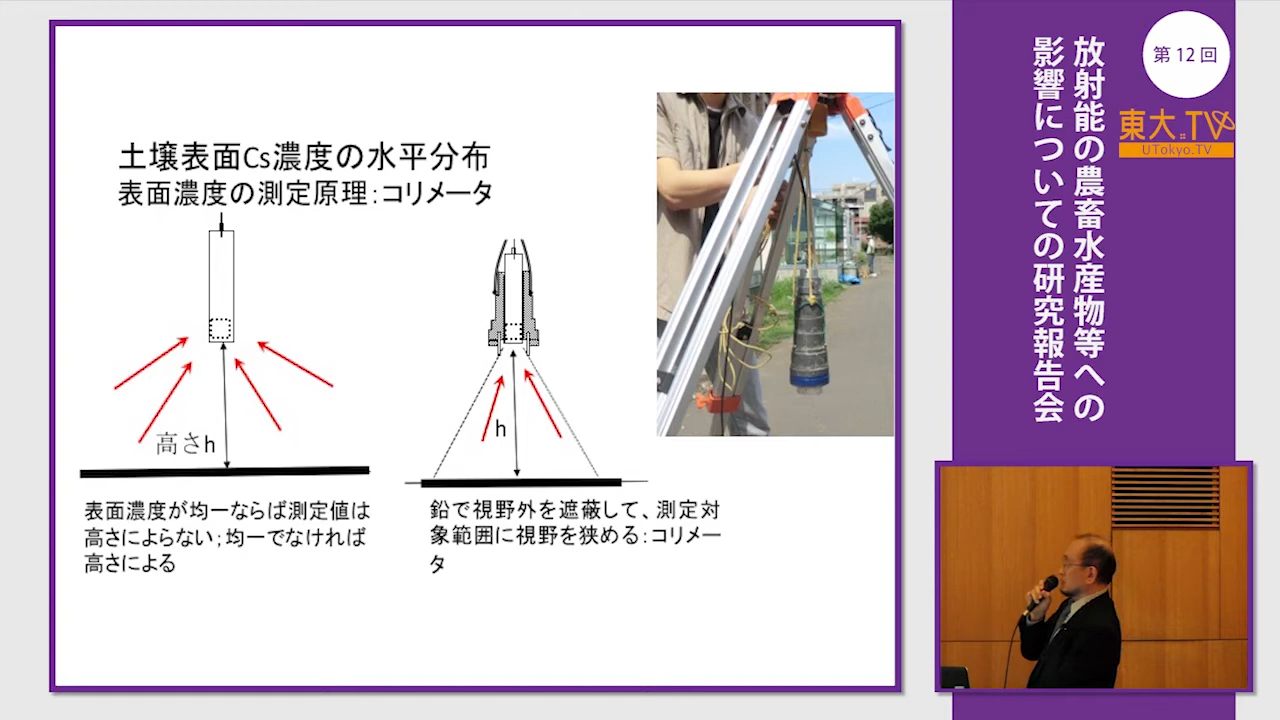 土壌表面Cs濃度の水平分布
表面濃度の測定原理：コリメータ
高さh
h
表面濃度が均一ならば測定値は
高さによらない；均一でなければ
高さによる
鉛で視野外を遮蔽して、測定対
象範囲に視野を狭める：コリメー
タ
第12回
東大.TV
UTokyo.TV
放射能の農畜水産物等への
影響についての研究報告会